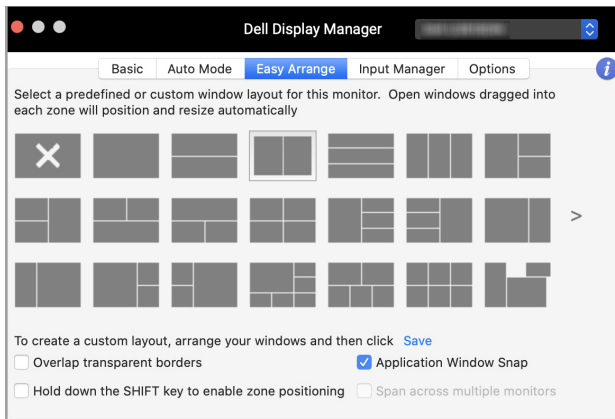 Dell Display Manager
Basic
Auto Mode
Easy Arrange
Input Manager
Options
i
Select a predefined or custom window layout for this monitor. Open windows dragged into
each zone will position and resize automatically
>
To create a custom layout, arrange your windows and then click Save
Overlap transparent borders
Application Window Snap
Hold down the SHIFT key to enable zone positioning
Span across multiple monitors